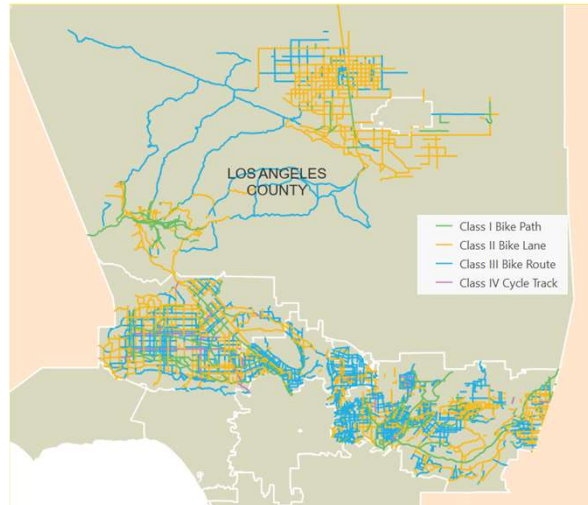 LOS ANGELES
COUNTY
Class I Bike Path
Class II Bike Lane
Class III Bike Route
Class IV Cycle Track